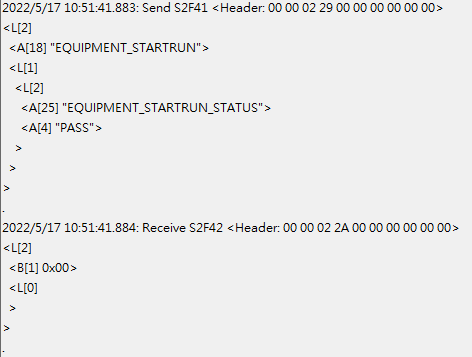 2022/5/17 10:51:41.883: Send S2F41 <Header: 00 00 02 29 00 00 00 00 00 00>
<L[2]
<A[18] "EQUIPMENT_STARTRUN">
<L[1]
<L[2]
<A[25] "EQUIPMENT_STARTRUN_STATUS">
<A[4] "PASS">
>
>
>
.
2022/5/17 10:51:41.884: Receive S2F42 <Header: 00 00 02 2A 00 00 00 00 00 00>
<L[2]
<B[1] 0x00>
<L[0]
>
>
.